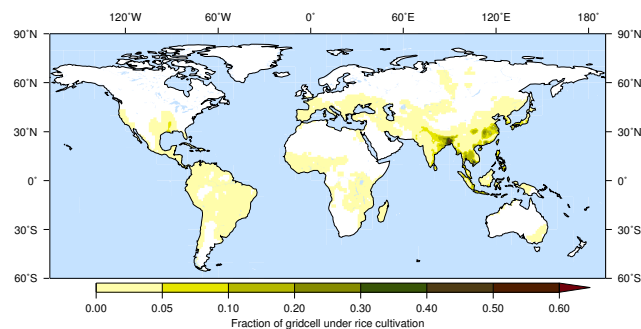 120˚W 60˚W 0˚ 60˚E 120˚E 180˚
90˚N 90˚N
60˚N 60˚N
30˚N 30˚N
0˚ 0˚
30˚S 30˚S
60˚S 60˚S
0.00 0.05 0.10 0.20 0.30 0.40 0.50 0.60
Fraction of gridcell under rice cultivation